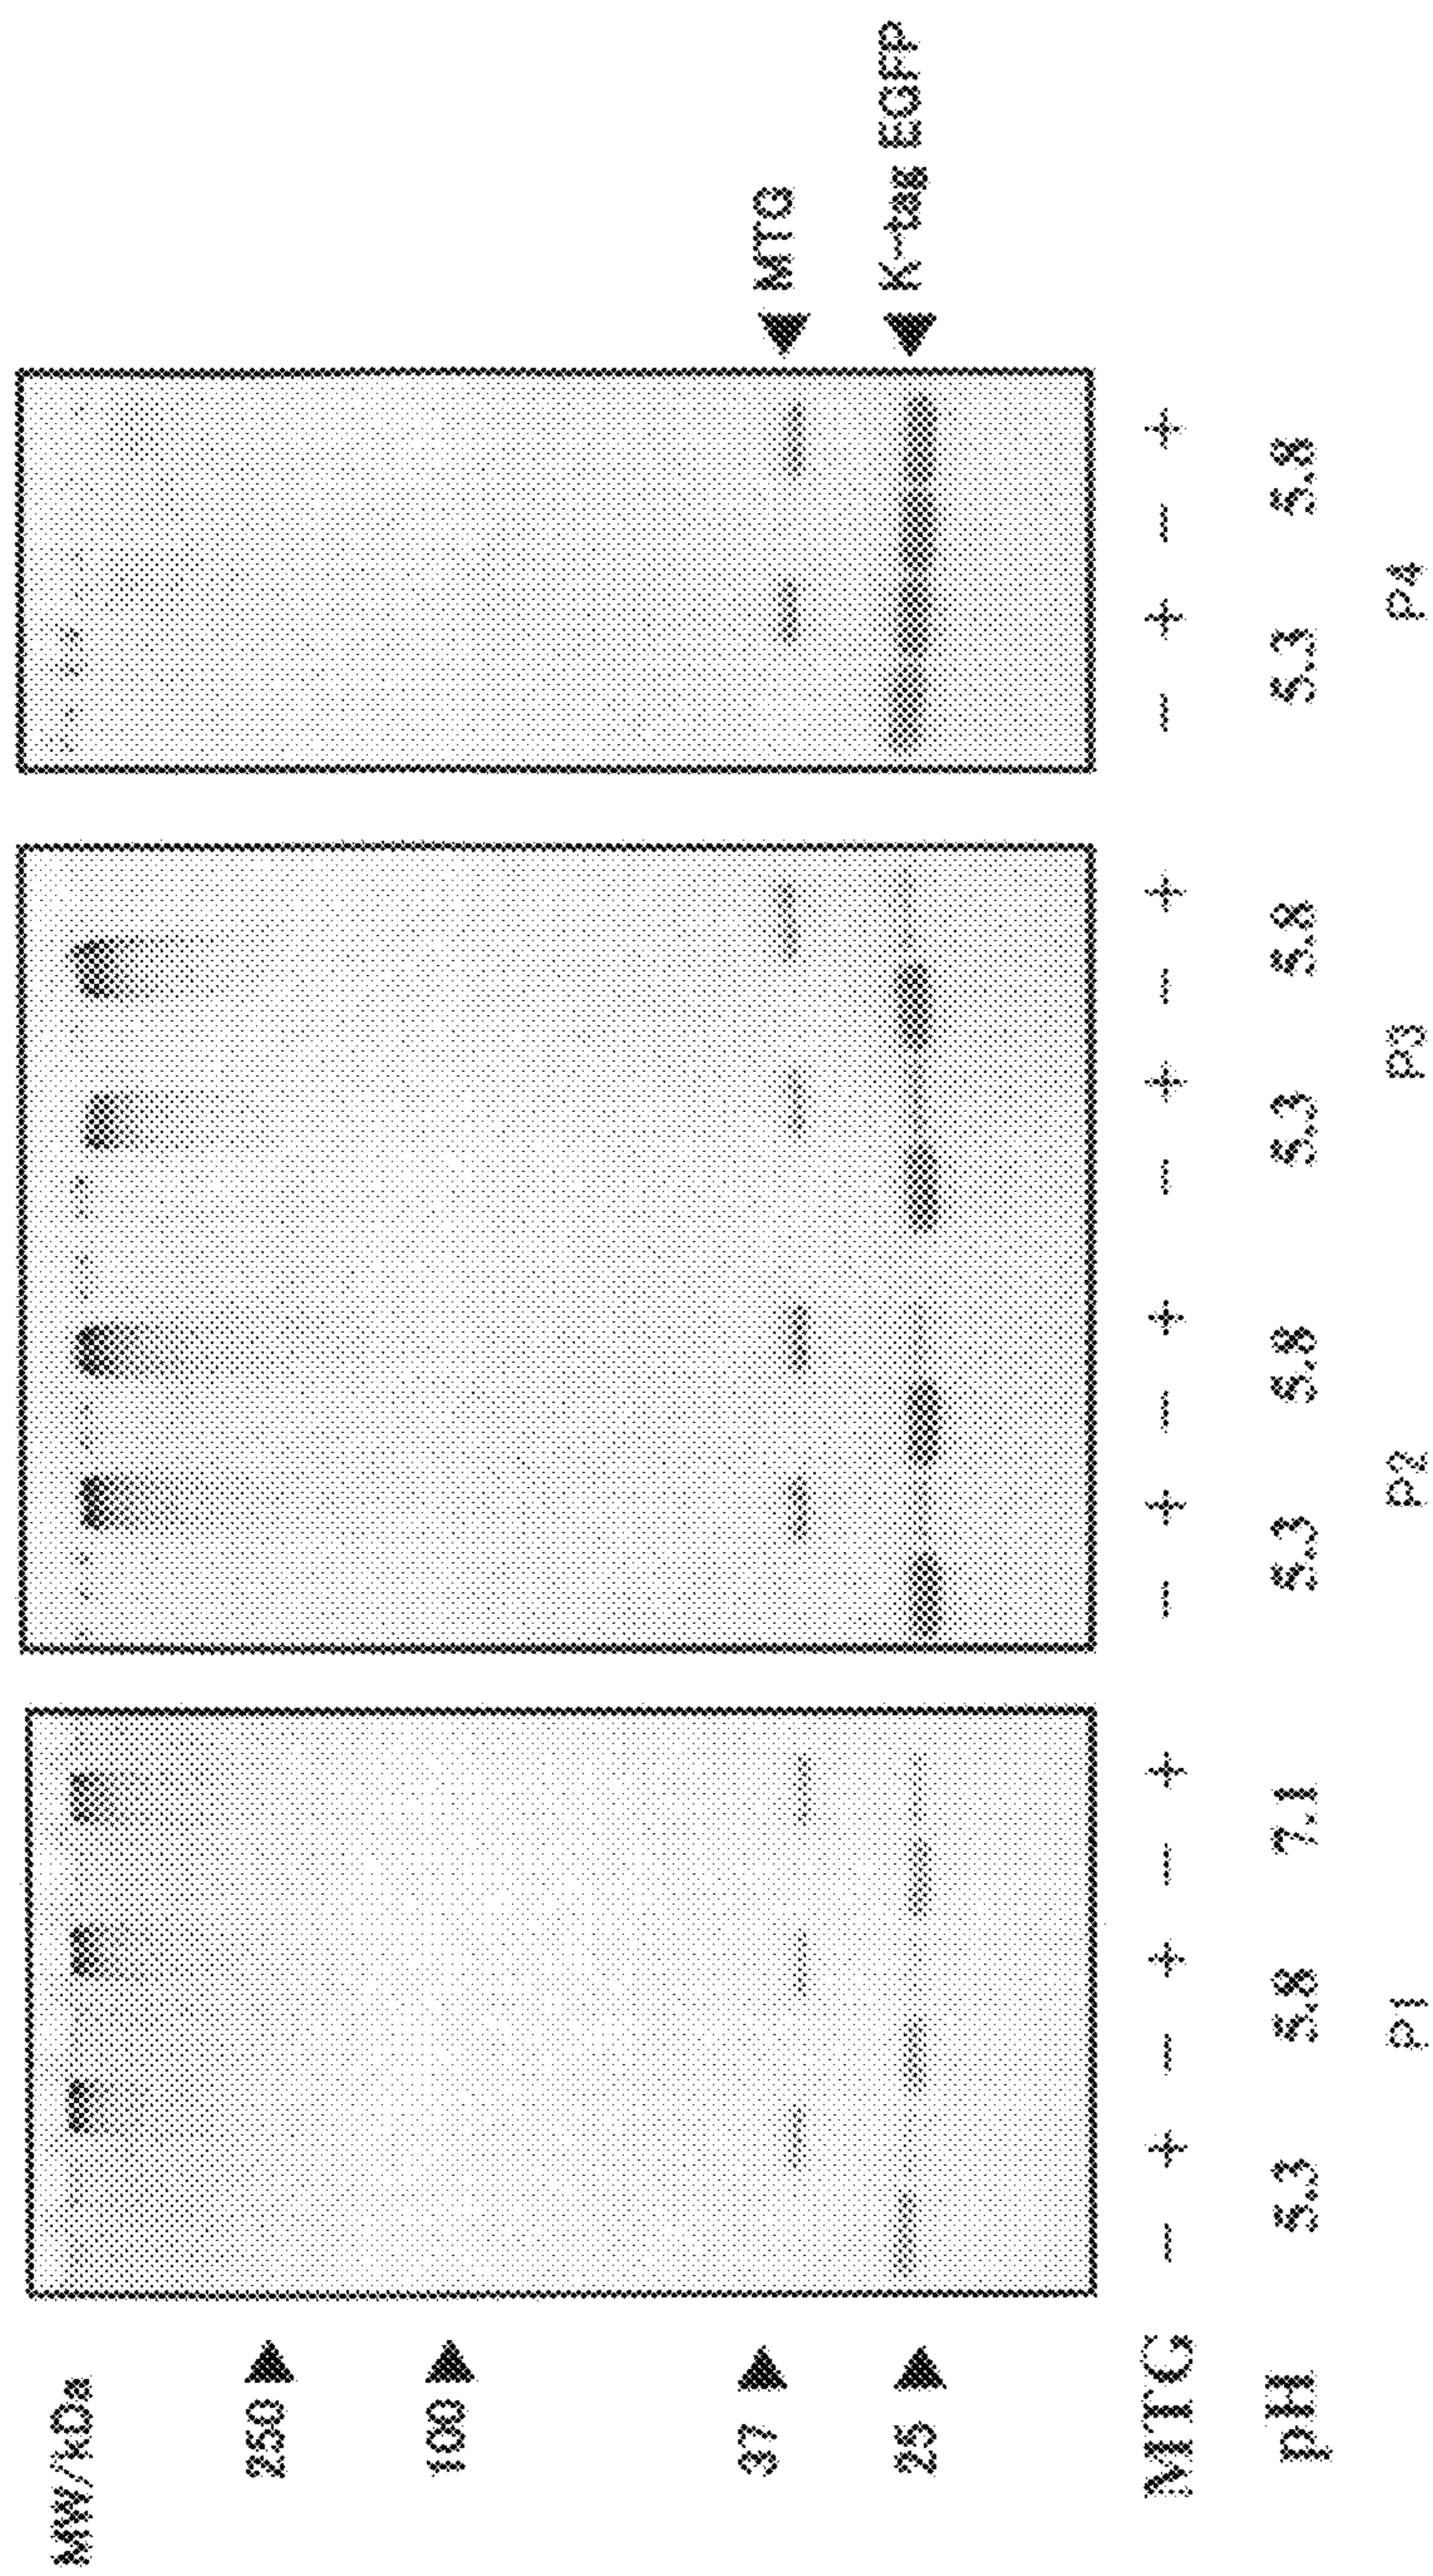 MW/kDa
250
100
37
25
MTG
K-tag EGFP
MTG − + − + − + − + − + − + − + − + − +
pH 5.3 5.8 7.1 5.3 5.8 5.3 5.8 5.3 5.8
P1 P2 P3 P4